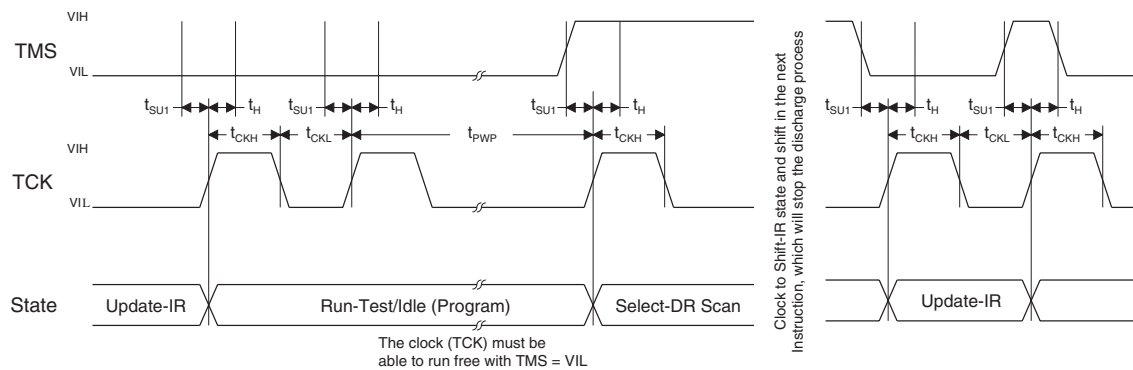 VIH
TMS
VIL
tSU1 tH tSU1 tH tSU1 tH tSU1 tH tSU1 tH
tCKH tCKL tPWP tCKH tCKH tCKL tCKH
VIH
TCK
VIL
State Update-IR Run-Test/Idle (Program) Select-DR Scan Update-IR
The clock (TCK) must be
able to run free with TMS = VIL
Clock to Shift-IR state and shift in the next
Instruction, which will stop the discharge process